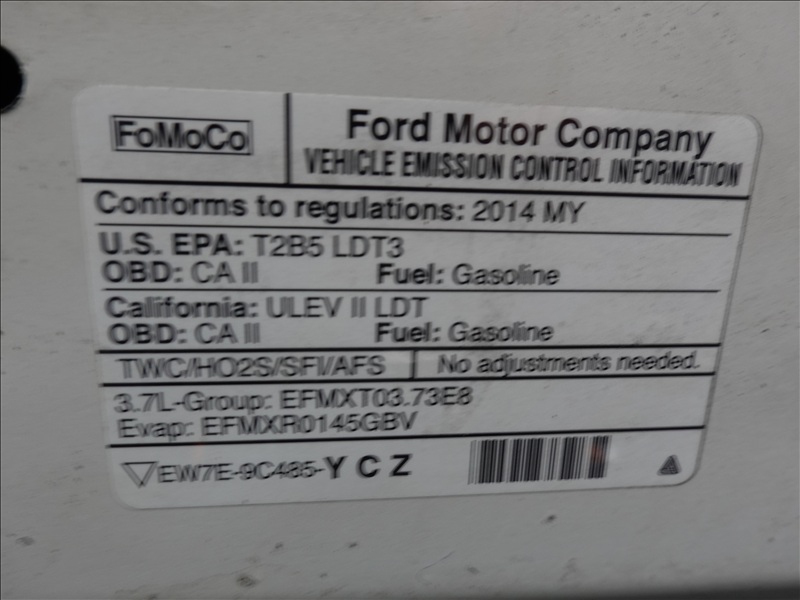 FoMoCo
Ford Motor Company
VEHICLE EMISSION CONTROL INFORMATION
Conforms to regulations: 2014 MY
U.S. EPA: T2B5 LDT3
OBD: CA II Fuel: Gasoline
California: ULEV II LDT
OBD: CA II Fuel: Gasoline
TWC/HO2S/SFI/AFS No adjustments needed.
3.7L-Group: EFMXT03.73E8
Evap: EFMXR0145GBV
EW7E-9C485-Y C Z